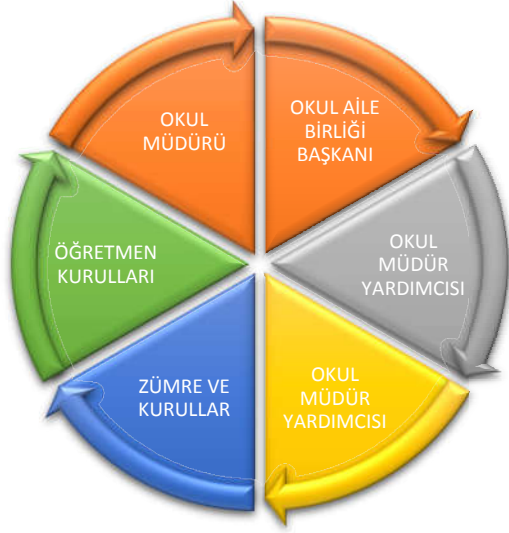 OKUL
MÜDÜRÜ
OKUL AİLE
BİRLİĞİ
BAŞKANI
OKUL
MÜDÜR
YARDIMCISI
OKUL
MÜDÜR
YARDIMCISI
ZÜMRE VE
KURULLAR
ÖĞRETMEN
KURULLARI